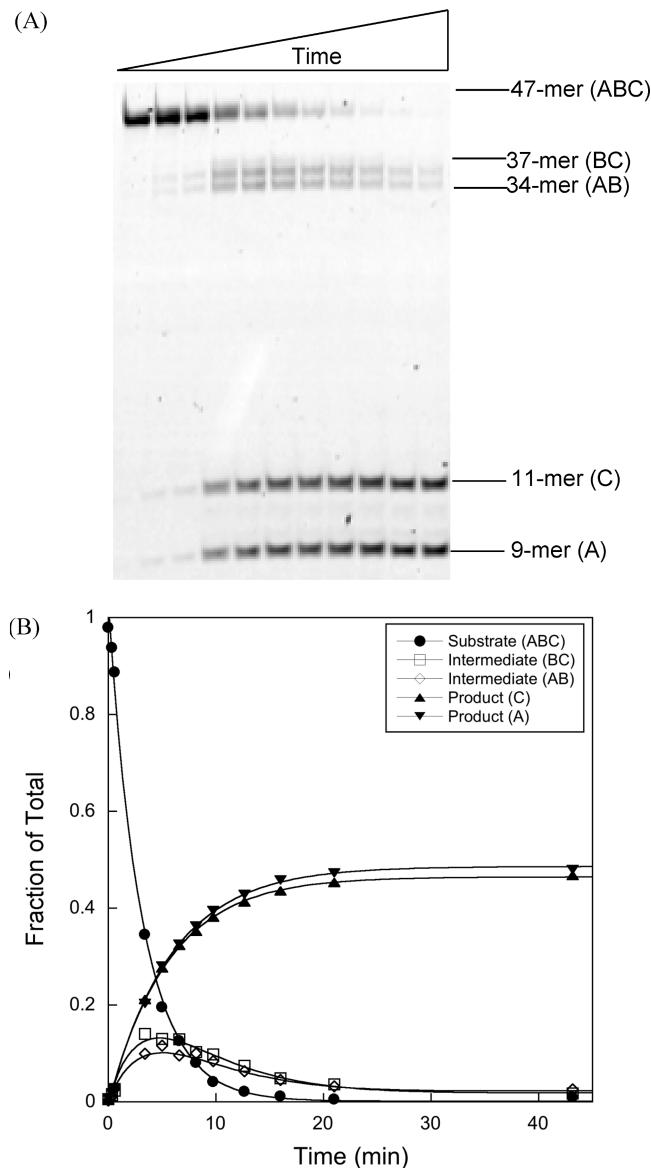 (A)
Time
47-mer (ABC)
37-mer (BC)
34-mer (AB)
11-mer (C)
9-mer (A)
(B)
Substrate (ABC)
Intermediate (BC)
Intermediate (AB)
Product (C)
Product (A)
1
0.8
0.6
0.4
0.2
0
Fraction of Total
0
10
20
30
40
Time (min)